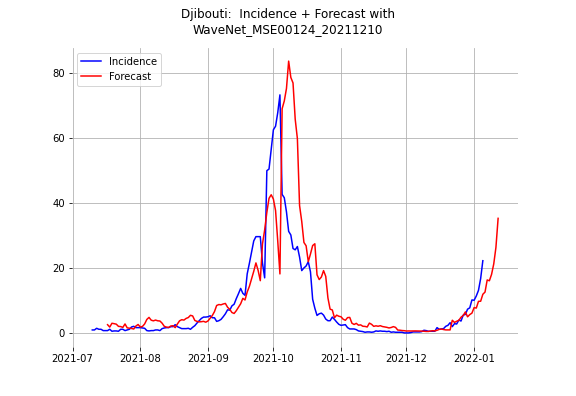 Djibouti:  Incidence + Forecast with
WaveNet_MSE00124_20211210
Incidence
Forecast
80
60
40
20
0
2021-07 2021-08 2021-09 2021-10 2021-11 2021-12 2022-01